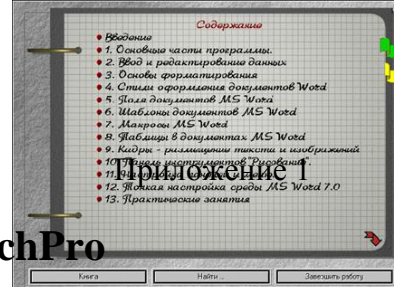 Содержание
Введение
1. Основные части программы.
2. Ввод и редактирование данных
3. Основы форматирования
4. Стили оформления документов Word
5. Поля документов MS Word
6. Шаблоны документов MS Word
7. Макросы MS Word
8. Таблицы в документах MS Word
9. Кадры - размещение текста и изображений
10. Панель инструментов "Рисование".
11. Настройка
Приложение 1
12. Тонкая настройка среды MS Word 7.0
13. Практические занятия
chPro
Книга
Найти ...
Завершить работу